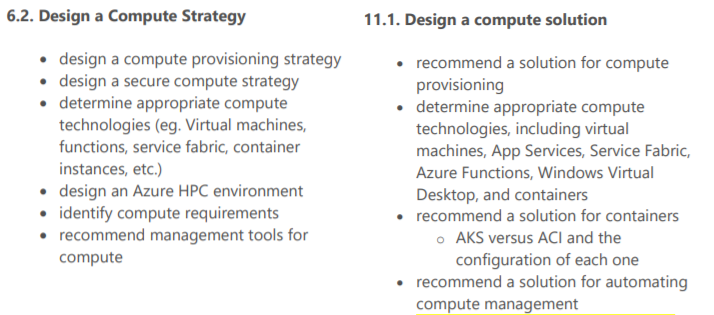 6.2. Design a Compute Strategy
• design a compute provisioning strategy
• design a secure compute strategy
• determine appropriate compute
technologies (eg. Virtual machines,
functions, service fabric, container
instances, etc.)
• design an Azure HPC environment
• identify compute requirements
• recommend management tools for
compute
11.1. Design a compute solution
• recommend a solution for compute
provisioning
• determine appropriate compute
technologies, including virtual
machines, App Services, Service Fabric,
Azure Functions, Windows Virtual
Desktop, and containers
• recommend a solution for containers
o AKS versus ACI and the
configuration of each one
• recommend a solution for automating
compute management